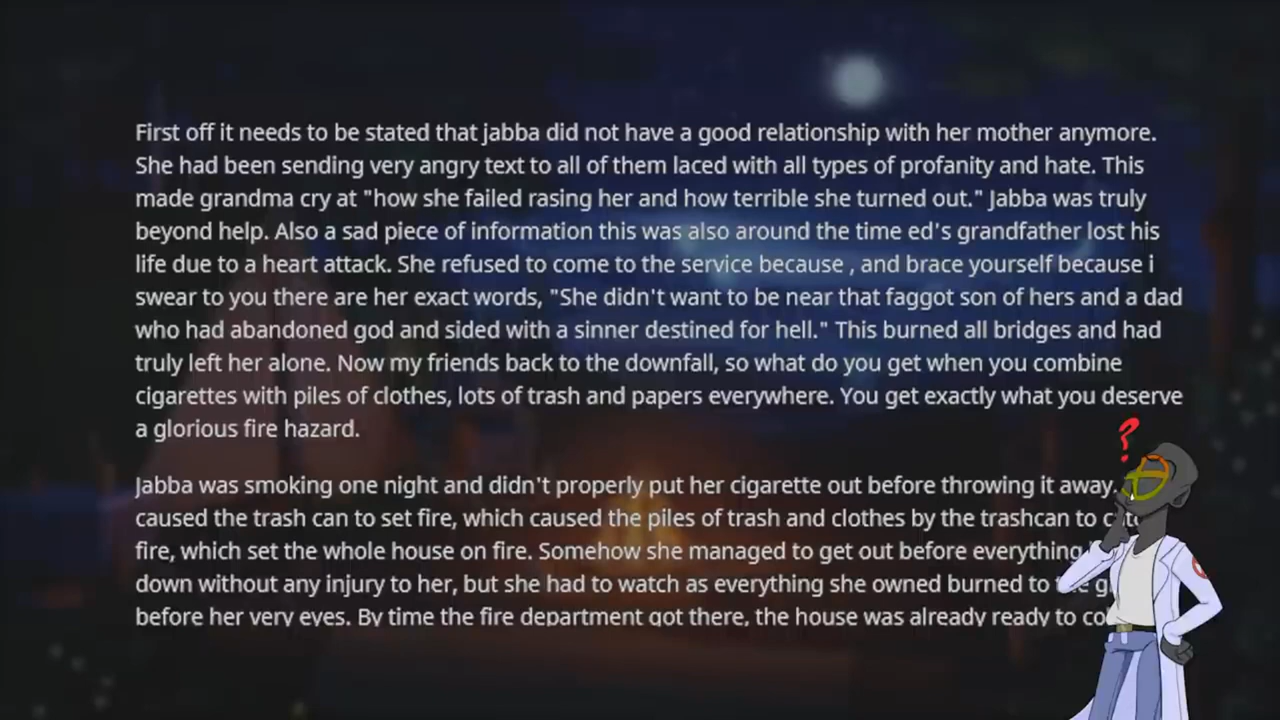 First off it needs to be stated that jabba did not have a good relationship with her mother anymore.
She had been sending very angry text to all of them laced with all types of profanity and hate. This
made grandma cry at "how she failed rasing her and how terrible she turned out." Jabba was truly
beyond help. Also a sad piece of information this was also around the time ed's grandfather lost his
life due to a heart attack. She refused to come to the service because , and brace yourself because i
swear to you there are her exact words, "She didn't want to be near that faggot son of hers and a dad
who had abandoned god and sided with a sinner destined for hell." This burned all bridges and had
truly left her alone. Now my friends back to the downfall, so what do you get when you combine
cigarettes with piles of clothes, lots of trash and papers everywhere. You get exactly what you deserve
a glorious fire hazard.
Jabba was smoking one night and didn't properly put her cigarette out before throwing it away.
caused the trash can to set fire, which caused the piles of trash and clothes by the trashcan to
fire, which set the whole house on fire. Somehow she managed to get out before everything
down without any injury to her, but she had to watch as everything she owned burned to
before her very eyes. By time the fire department got there, the house was already ready to
?